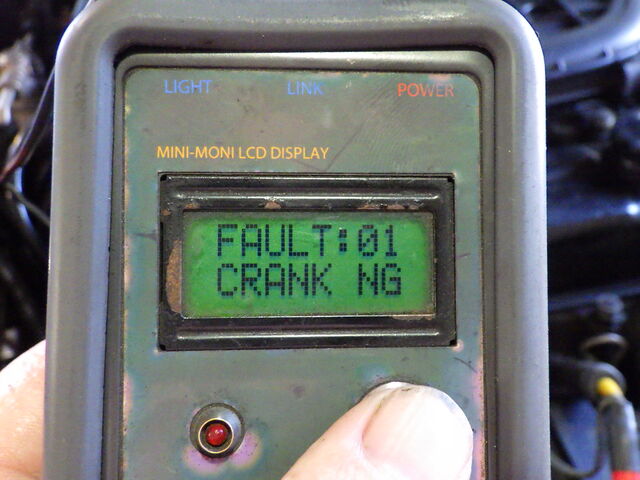 LIGHT LINK POWER
MINI-MONI LCD DISPLAY
FAULT:01
CRANK NG